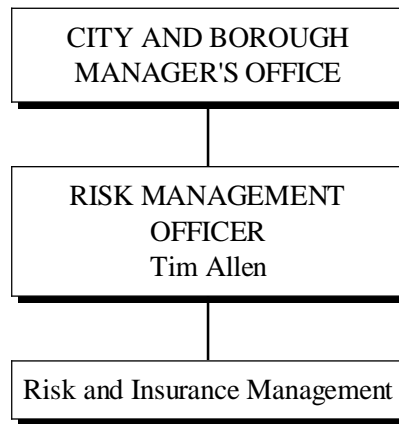 CITY AND BOROUGH
MANAGER'S OFFICE
RISK MANAGEMENT
OFFICER
Tim Allen
Risk and Insurance Management